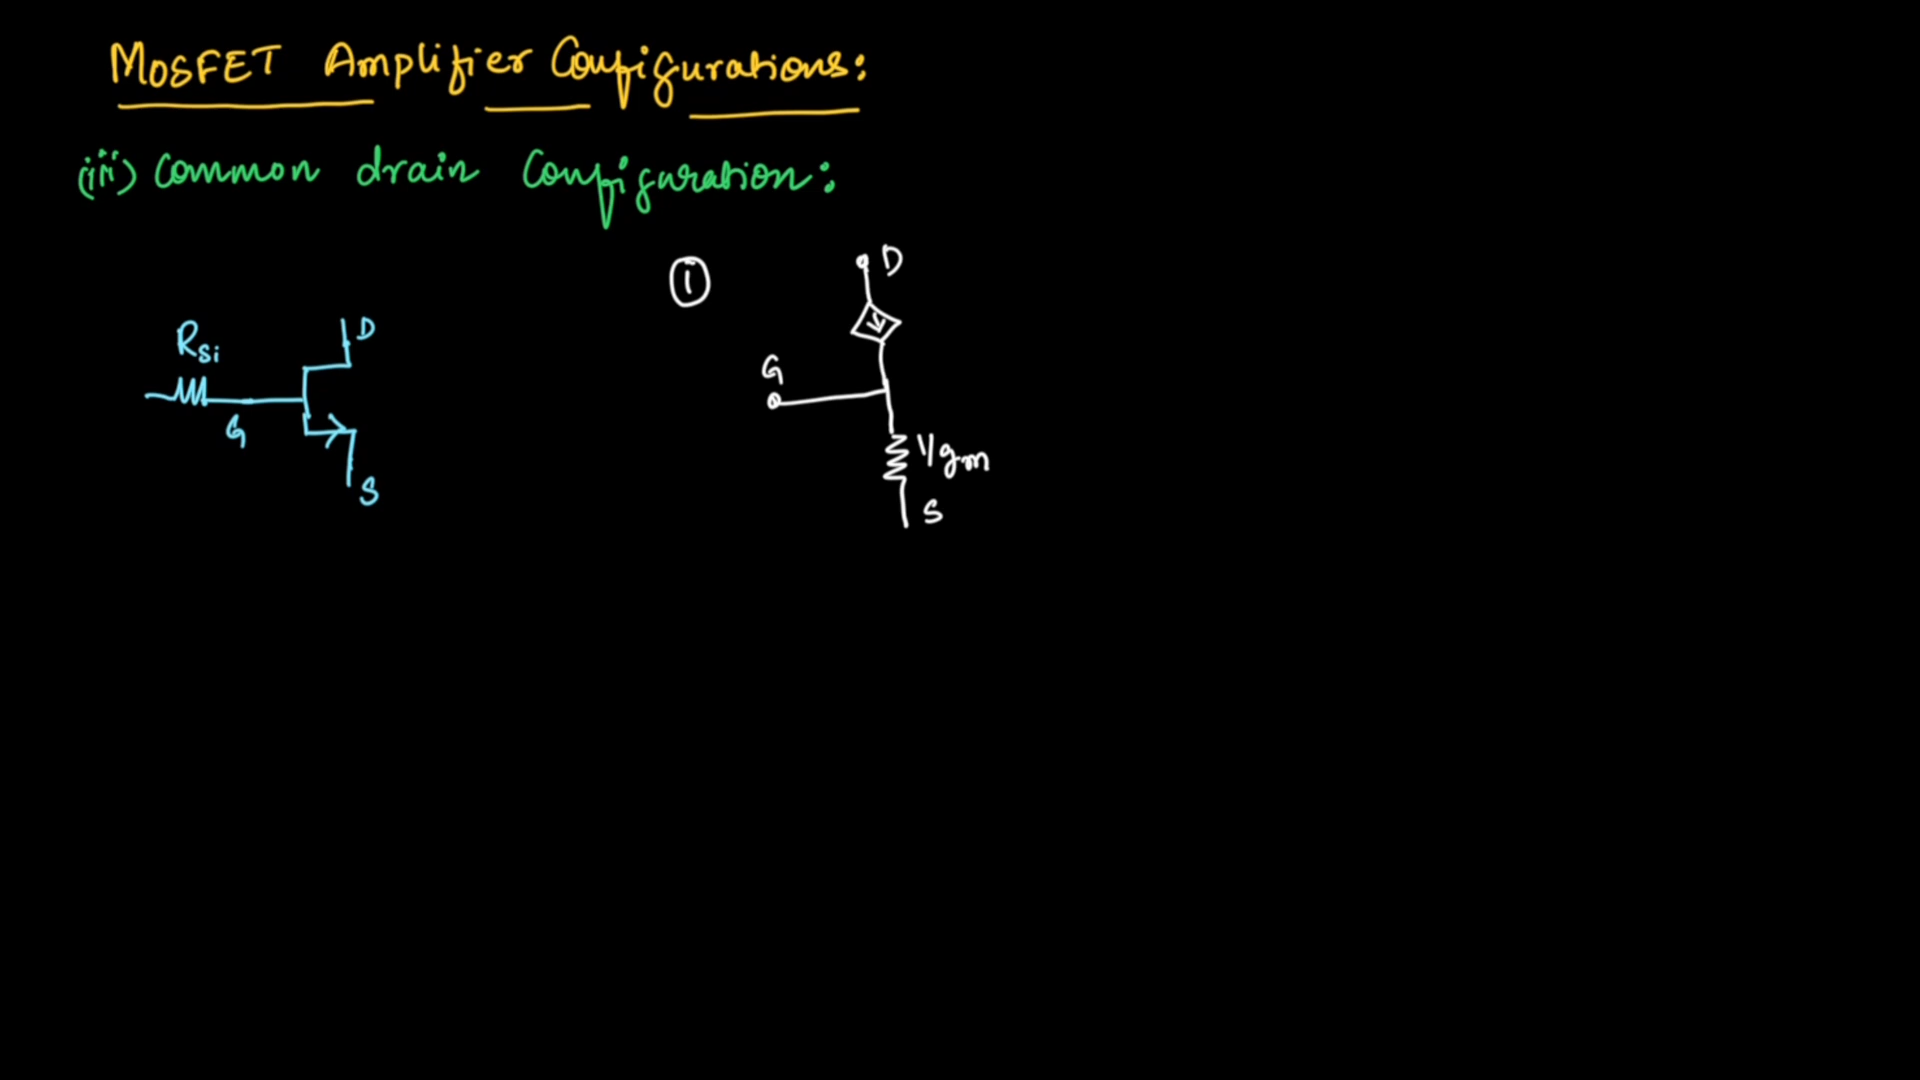 MOSFET Amplifier Configurations:
(iii) Common drain Configuration:
① D
RSi D
G
G
1/gm
S
S